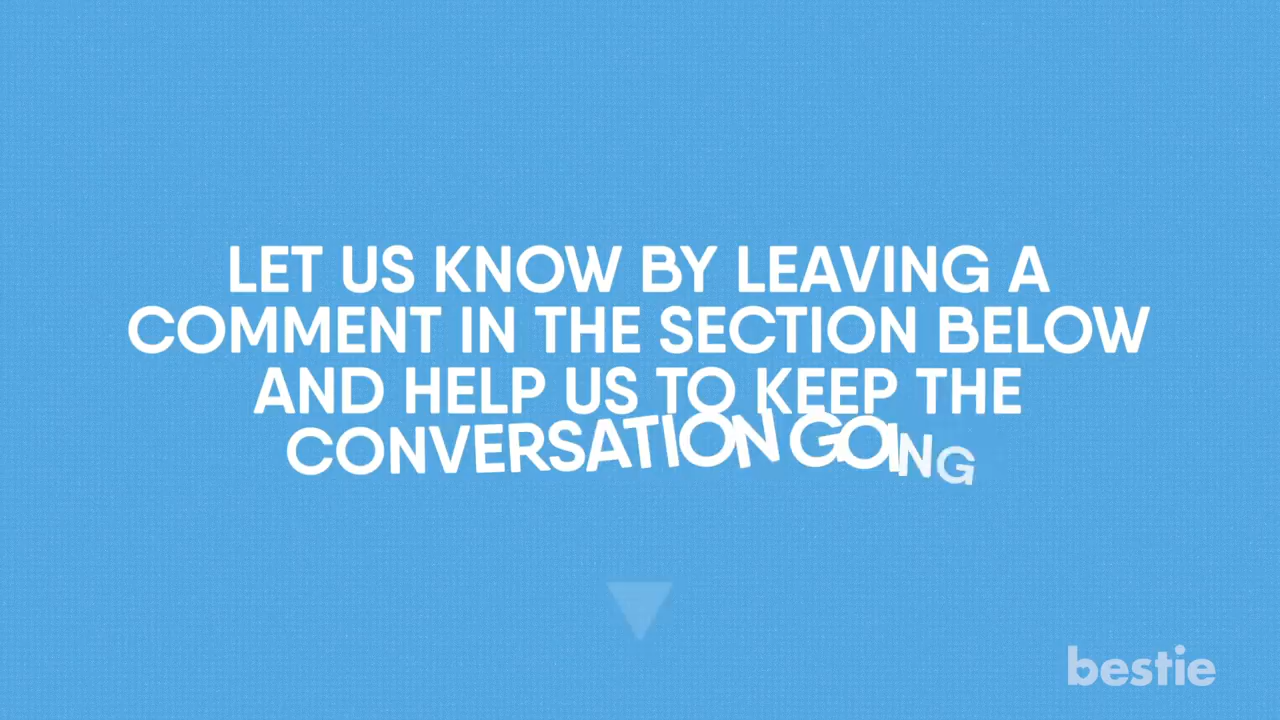 LET US KNOW BY LEAVING A
COMMENT IN THE SECTION BELOW
AND HELP US TO KEEP THE
CONVERSATION GOING
bestie